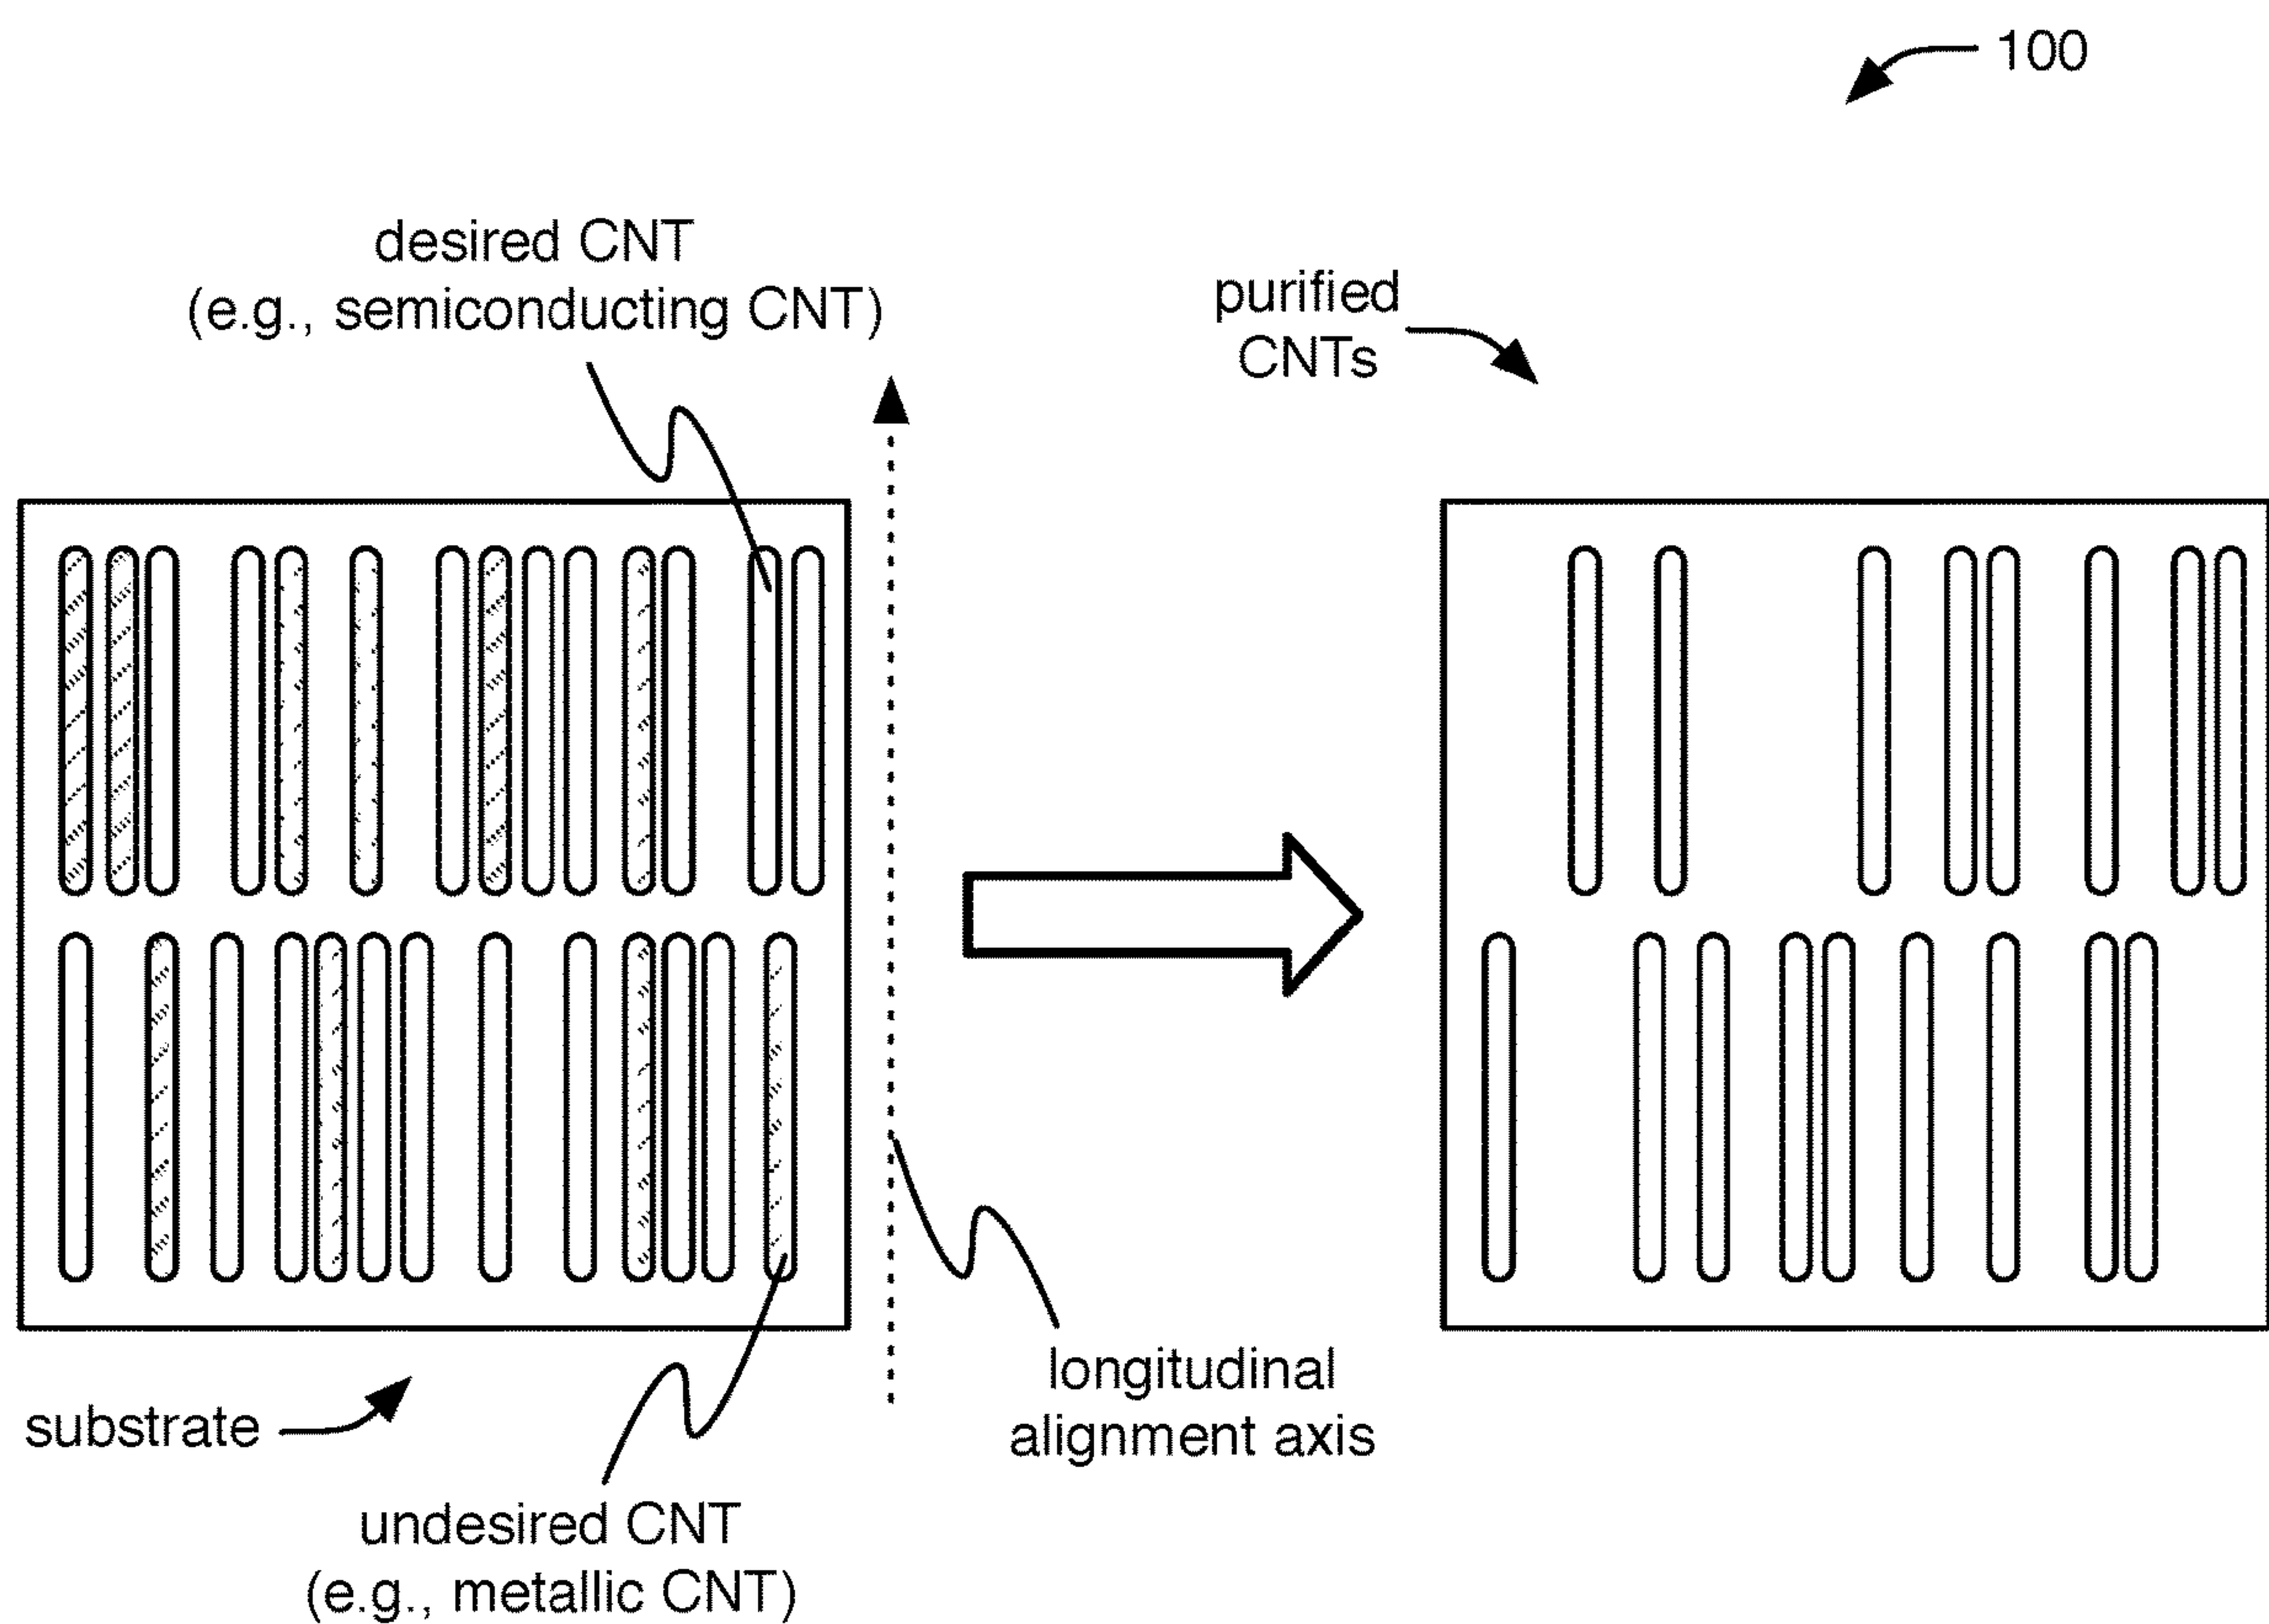 100
desired CNT
(e.g., semiconducting CNT)
purified
CNTs
longitudinal
alignment axis
substrate
undesired CNT
(e.g., metallic CNT)